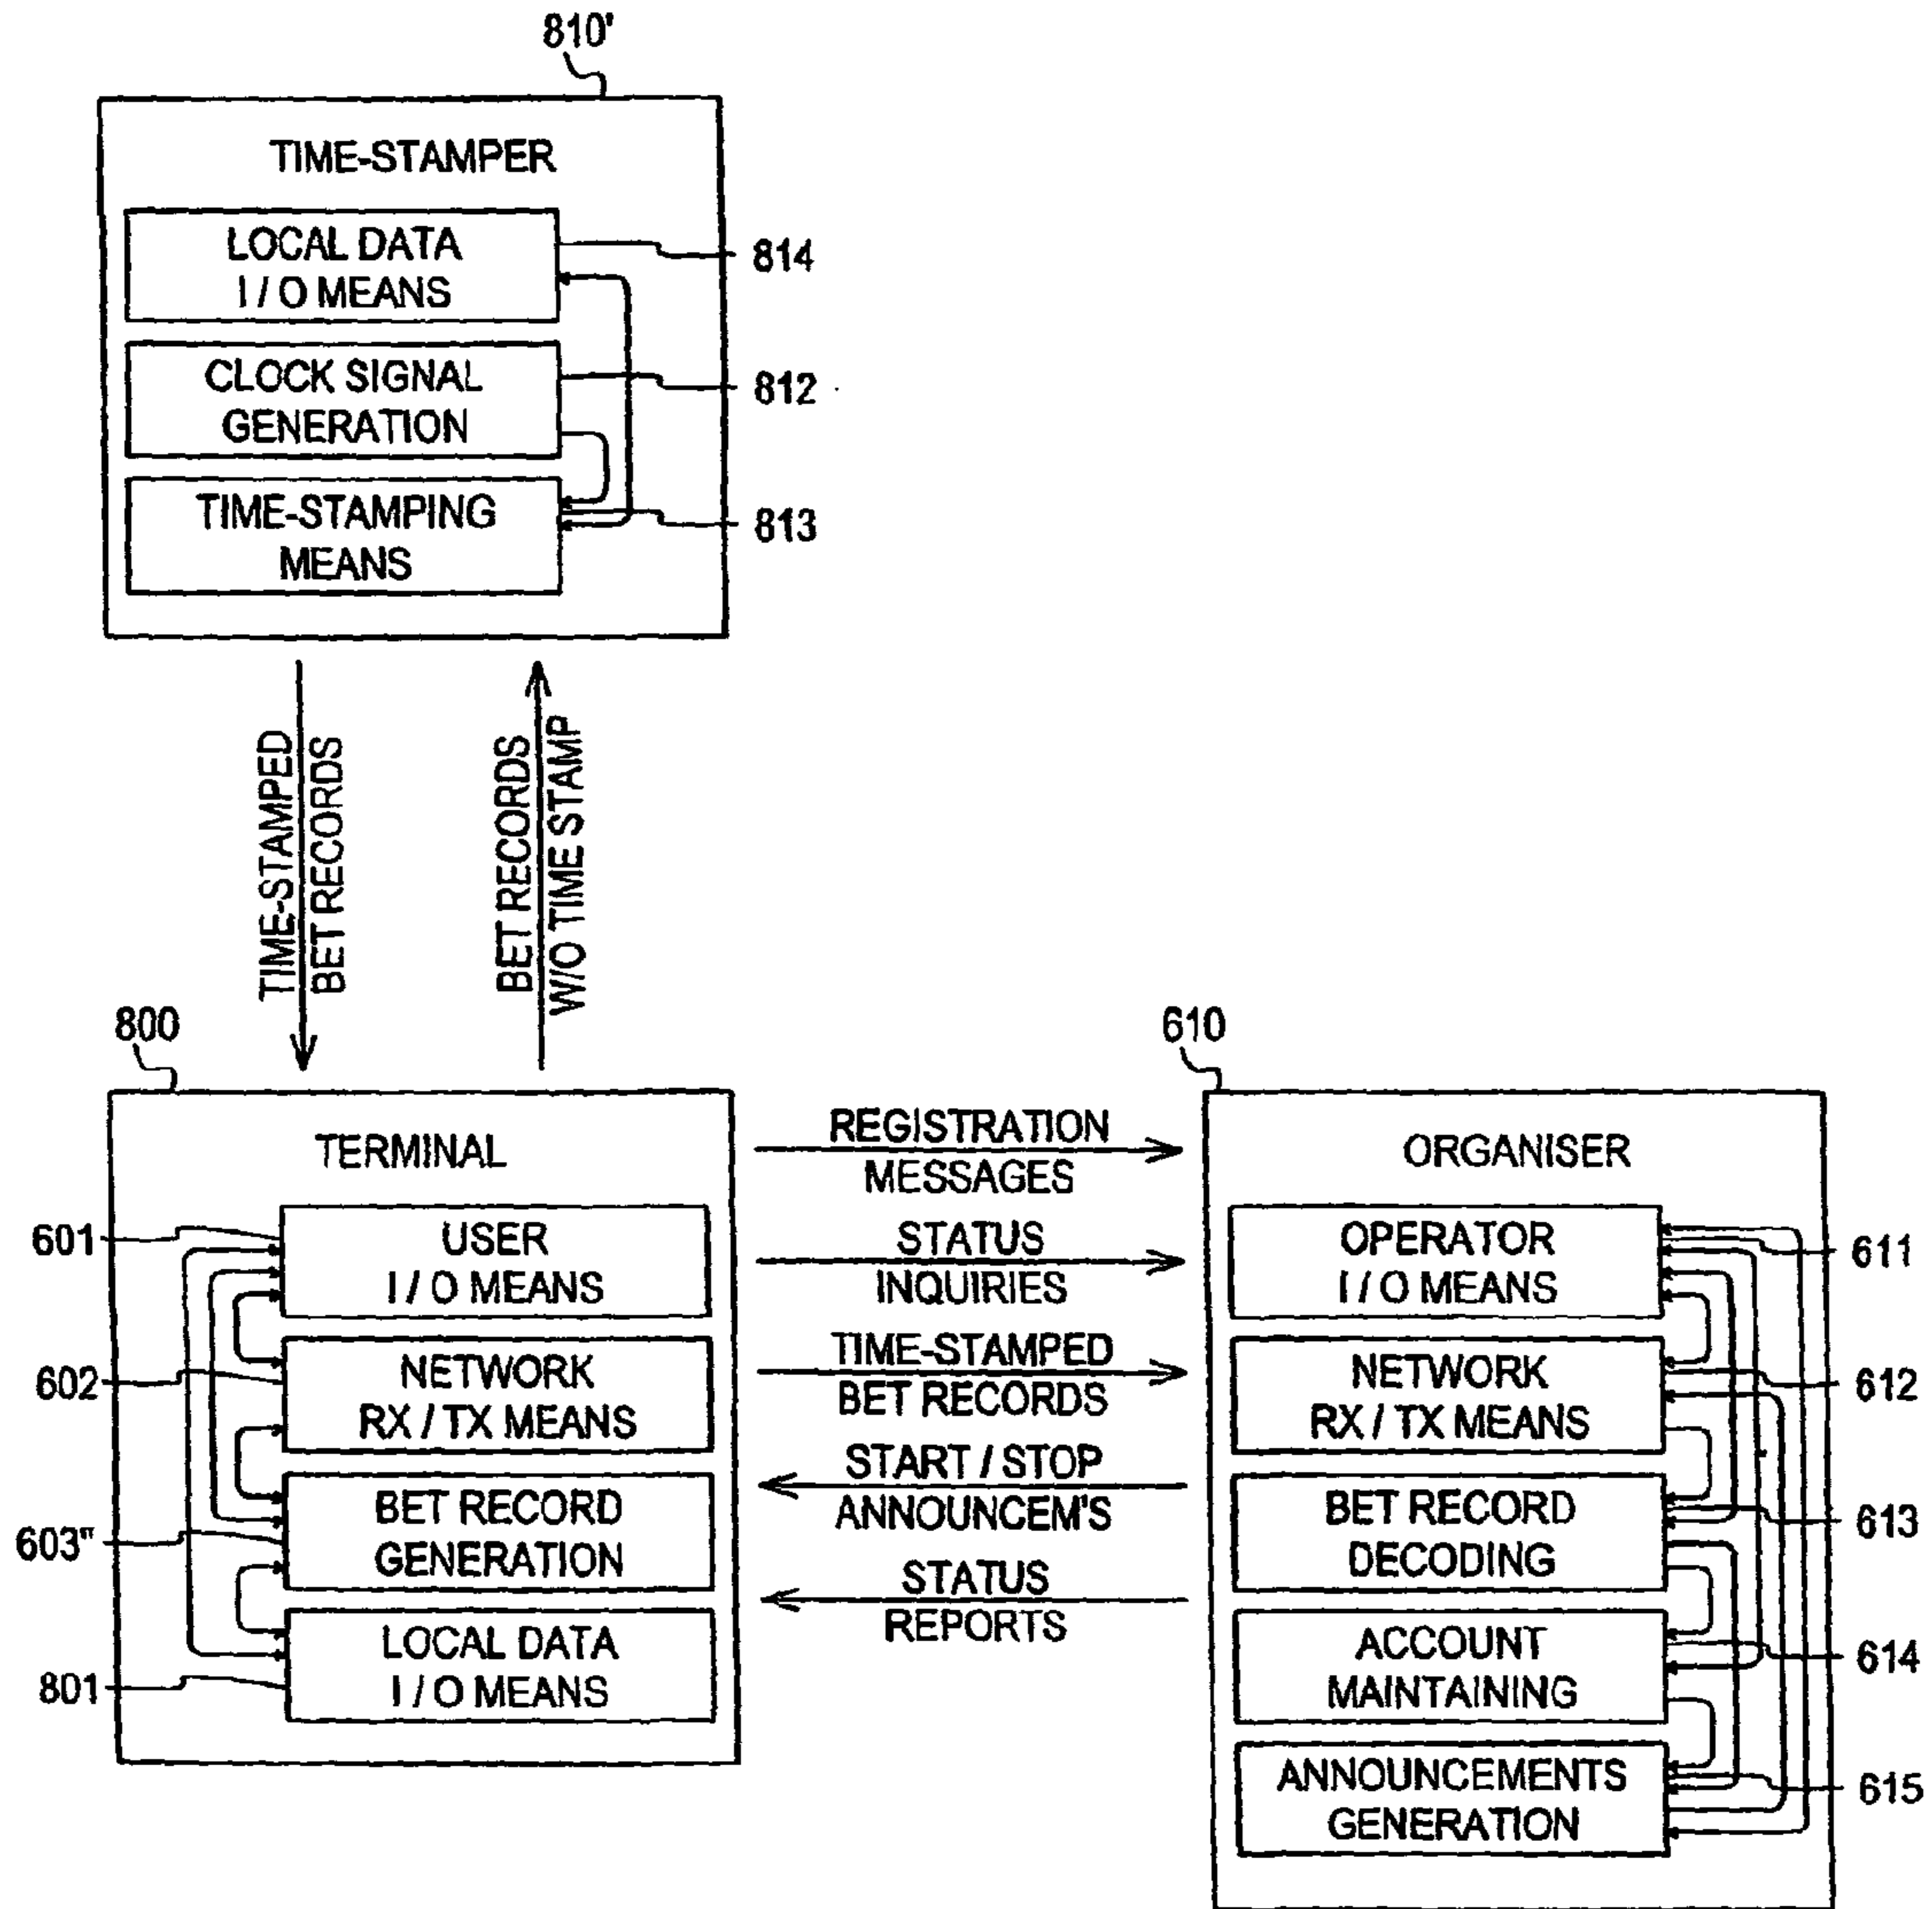 810'
TIME-STAMPER
LOCAL DATA
I / O MEANS
814
CLOCK SIGNAL
GENERATION
812
TIME-STAMPING
MEANS
813
TIME-STAMPED
BET RECORDS
BET RECORDS
W/O TIME STAMP
800
TERMINAL
601
USER
I / O MEANS
602
NETWORK
RX / TX MEANS
603"
BET RECORD
GENERATION
801
LOCAL DATA
I / O MEANS
REGISTRATION
MESSAGES
STATUS
INQUIRIES
TIME-STAMPED
BET RECORDS
START / STOP
ANNOUNCEM'S
STATUS
REPORTS
610
ORGANISER
OPERATOR
I / O MEANS
611
NETWORK
RX / TX MEANS
612
BET RECORD
DECODING
613
ACCOUNT
MAINTAINING
614
ANNOUNCEMENTS
GENERATION
615